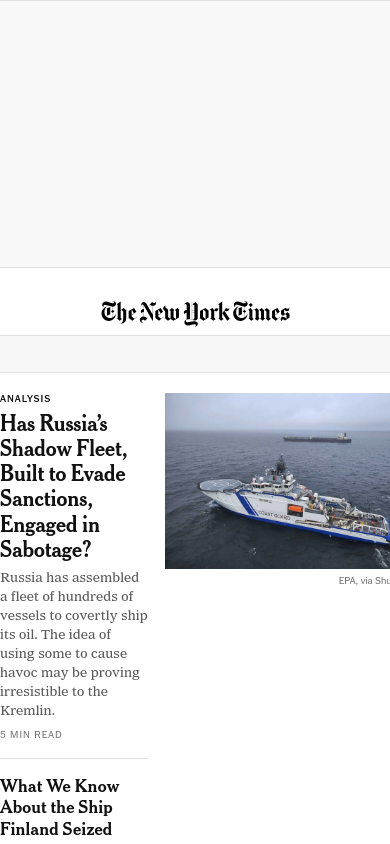 The New York Times
ANALYSIS
Has Russia's
Shadow Fleet,
Built to Evade
Sanctions,
Engaged in
Sabotage?
Russia has assembled
a fleet of hundreds of
vessels to covertly ship
its oil. The idea of
using some to cause
havoc may be proving
irresistible to the
Kremlin.
5 MIN READ
COAST GUARD
EPA, via Shu
What We Know
About the Ship
Finland Seized